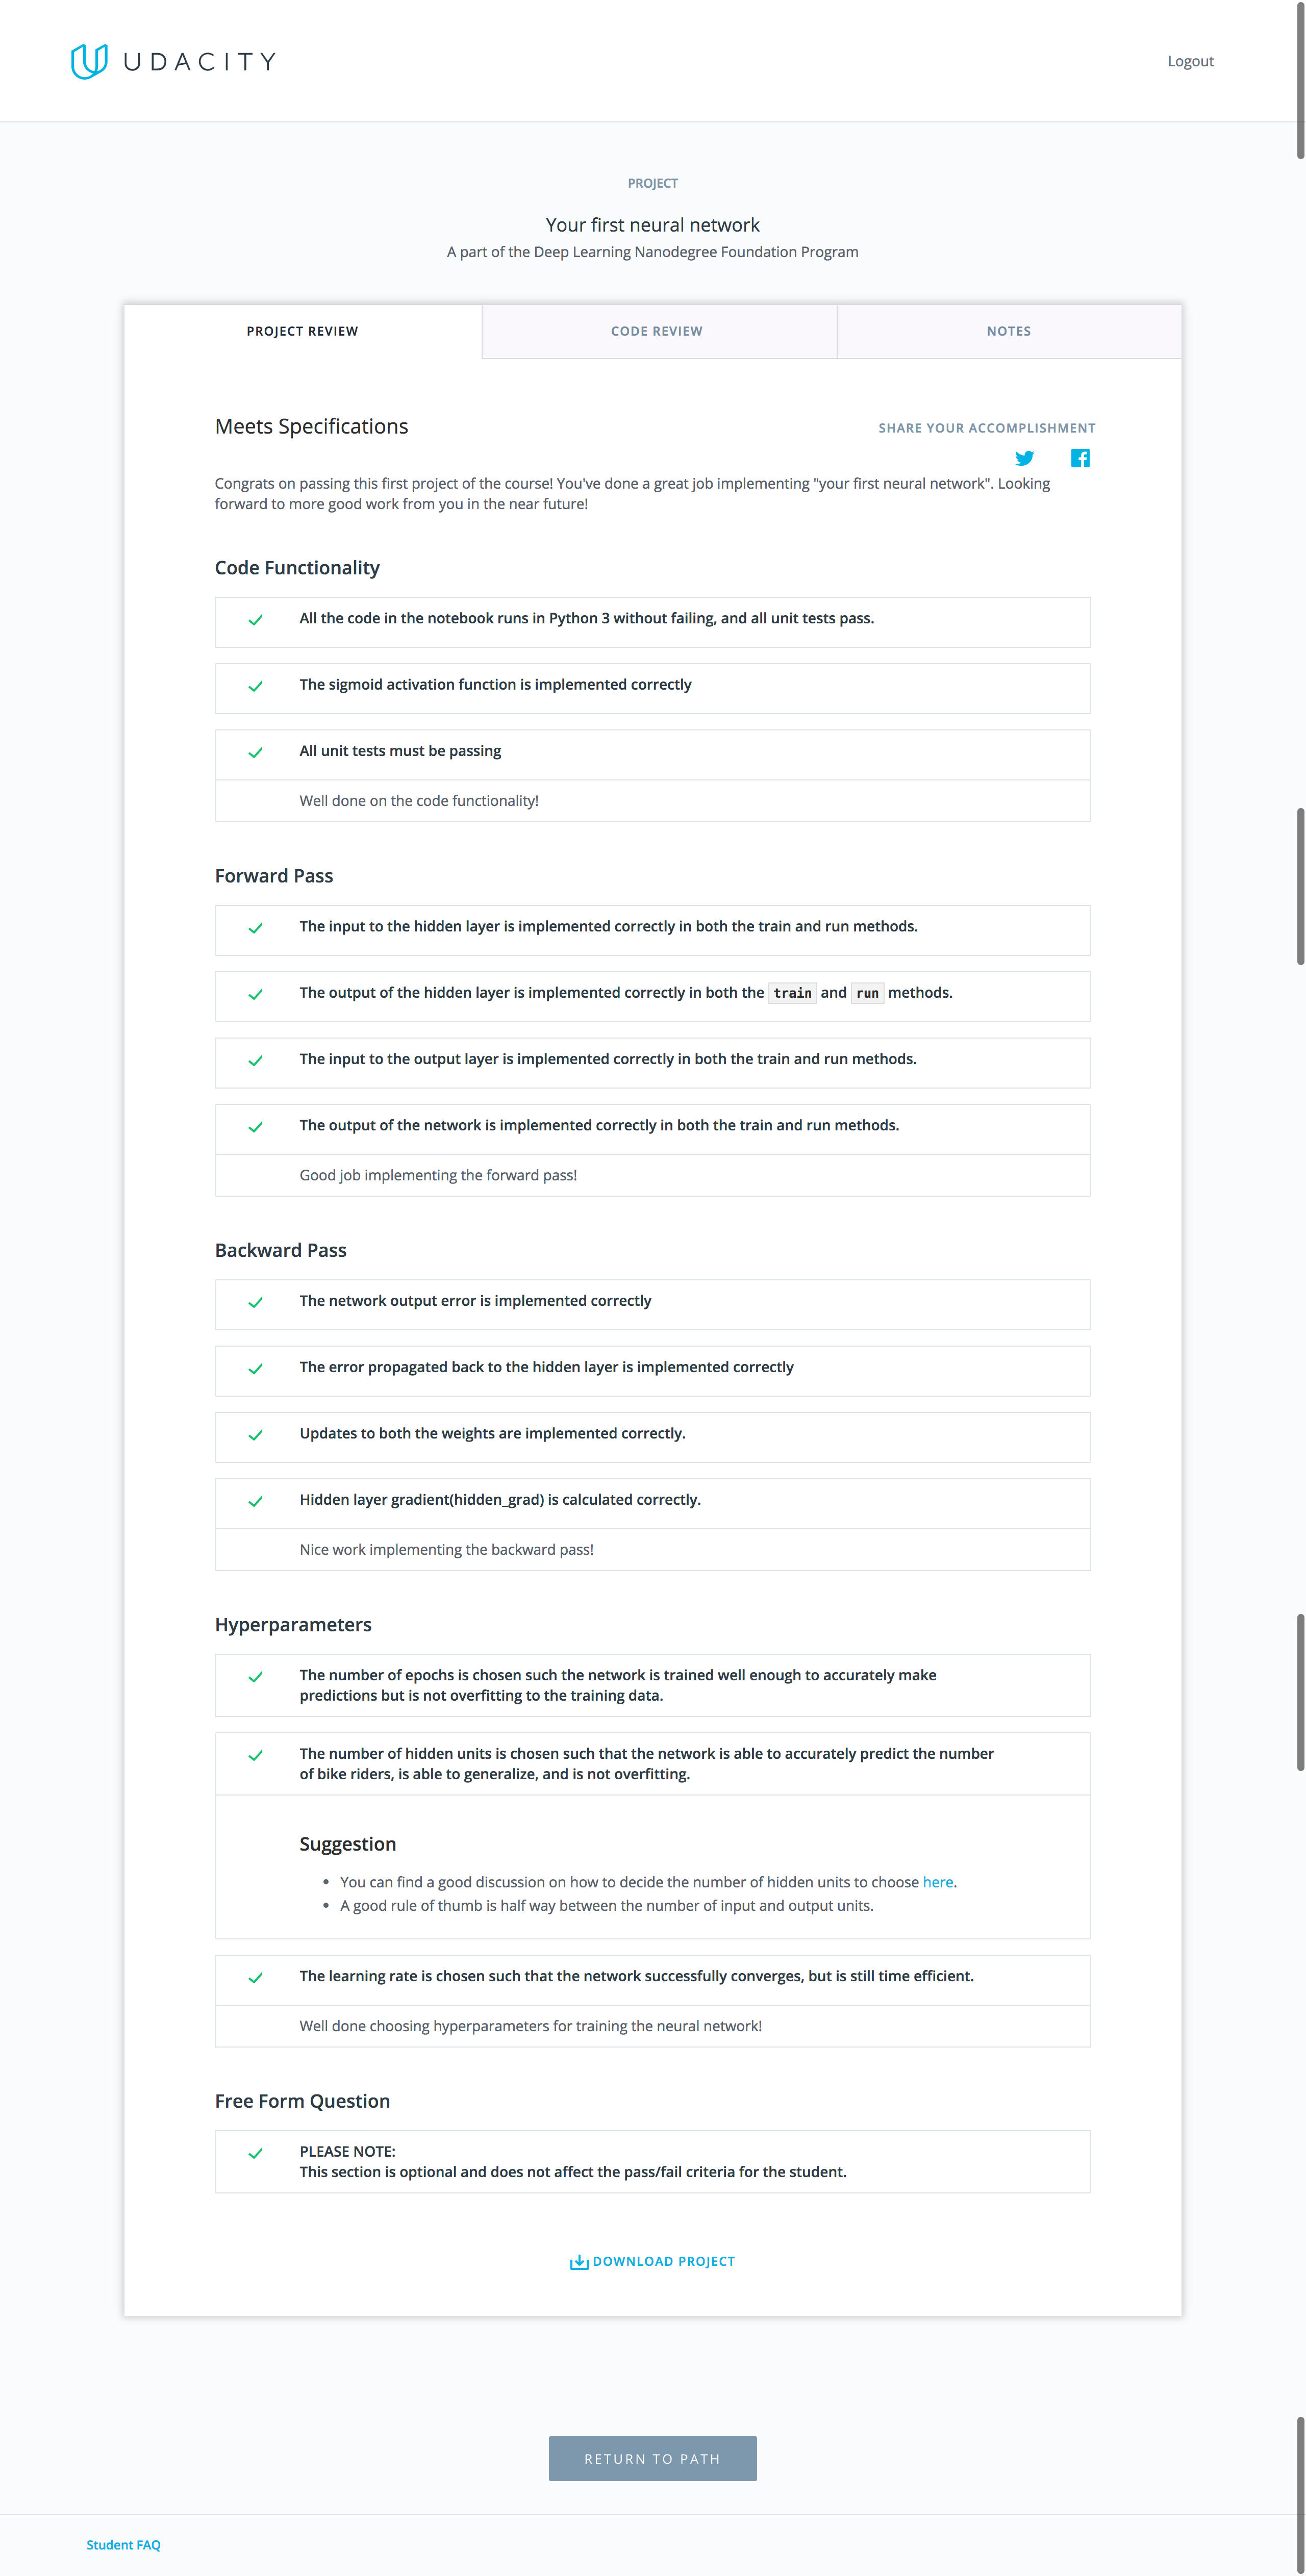 UDACITY
Logout
PROJECT
Your first neural network
A part of the Deep Learning Nanodegree Foundation Program
PROJECT REVIEW
CODE REVIEW
NOTES
Meets Specifications
SHARE YOUR ACCOMPLISHMENT
Congrats on passing this first project of the course! You've done a great job implementing "your first neural network". Looking
forward to more good work from you in the near future!
Code Functionality
All the code in the notebook runs in Python 3 without failing, and all unit tests pass.
The sigmoid activation function is implemented correctly
All unit tests must be passing
Well done on the code functionality!
Forward Pass
The input to the hidden layer is implemented correctly in both the train and run methods.
The output of the hidden layer is implemented correctly in both the train and run methods.
The input to the output layer is implemented correctly in both the train and run methods.
The output of the network is implemented correctly in both the train and run methods.
Good job implementing the forward pass!
Backward Pass
The network output error is implemented correctly
The error propagated back to the hidden layer is implemented correctly
Updates to both the weights are implemented correctly.
Hidden layer gradient(hidden_grad) is calculated correctly.
Nice work implementing the backward pass!
Hyperparameters
The number of epochs is chosen such the network is trained well enough to accurately make
predictions but is not overfitting to the training data.
The number of hidden units is chosen such that the network is able to accurately predict the number
of bike riders, is able to generalize, and is not overfitting.
Suggestion
• You can find a good discussion on how to decide the number of hidden units to choose here.
• A good rule of thumb is half way between the number of input and output units.
The learning rate is chosen such that the network successfully converges, but is still time efficient.
Well done choosing hyperparameters for training the neural network!
Free Form Question
PLEASE NOTE:
This section is optional and does not affect the pass/fail criteria for the student.
DOWNLOAD PROJECT
RETURN TO PATH
Student FAQ